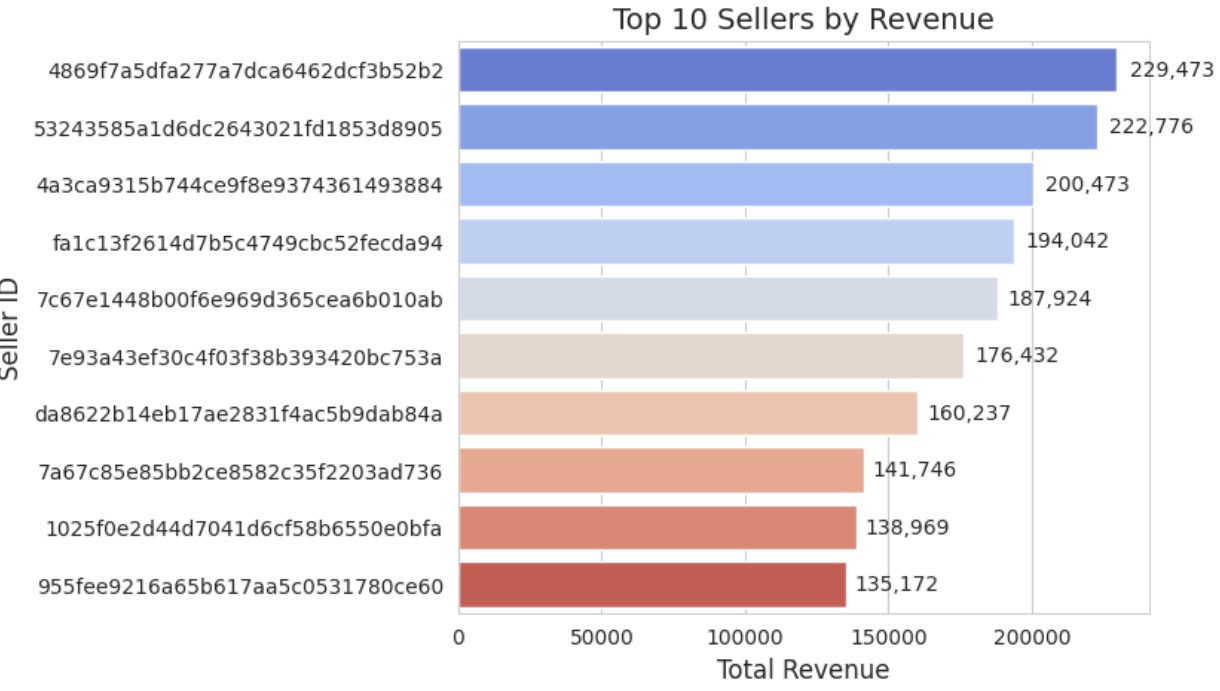 Top 10 Sellers by Revenue
4869f7a5dfa277a7dca6462dcf3b52b2 229,473
53243585a1d6dc2643021fd1853d8905 222,776
4a3ca9315b744ce9f8e9374361493884 200,473
fa1c13f2614d7b5c4749cbc52fecda94 194,042
7c67e1448b00f6e969d365cea6b010ab 187,924
7e93a43ef30c4f03f38b393420bc753a 176,432
da8622b14eb17ae2831f4ac5b9dab84a 160,237
7a67c85e85bb2ce8582c35f2203ad736 141,746
1025f0e2d44d7041d6cf58b6550e0bfa 138,969
955fee9216a65b617aa5c0531780ce60 135,172
Seller ID
0 50000 100000 150000 200000
Total Revenue